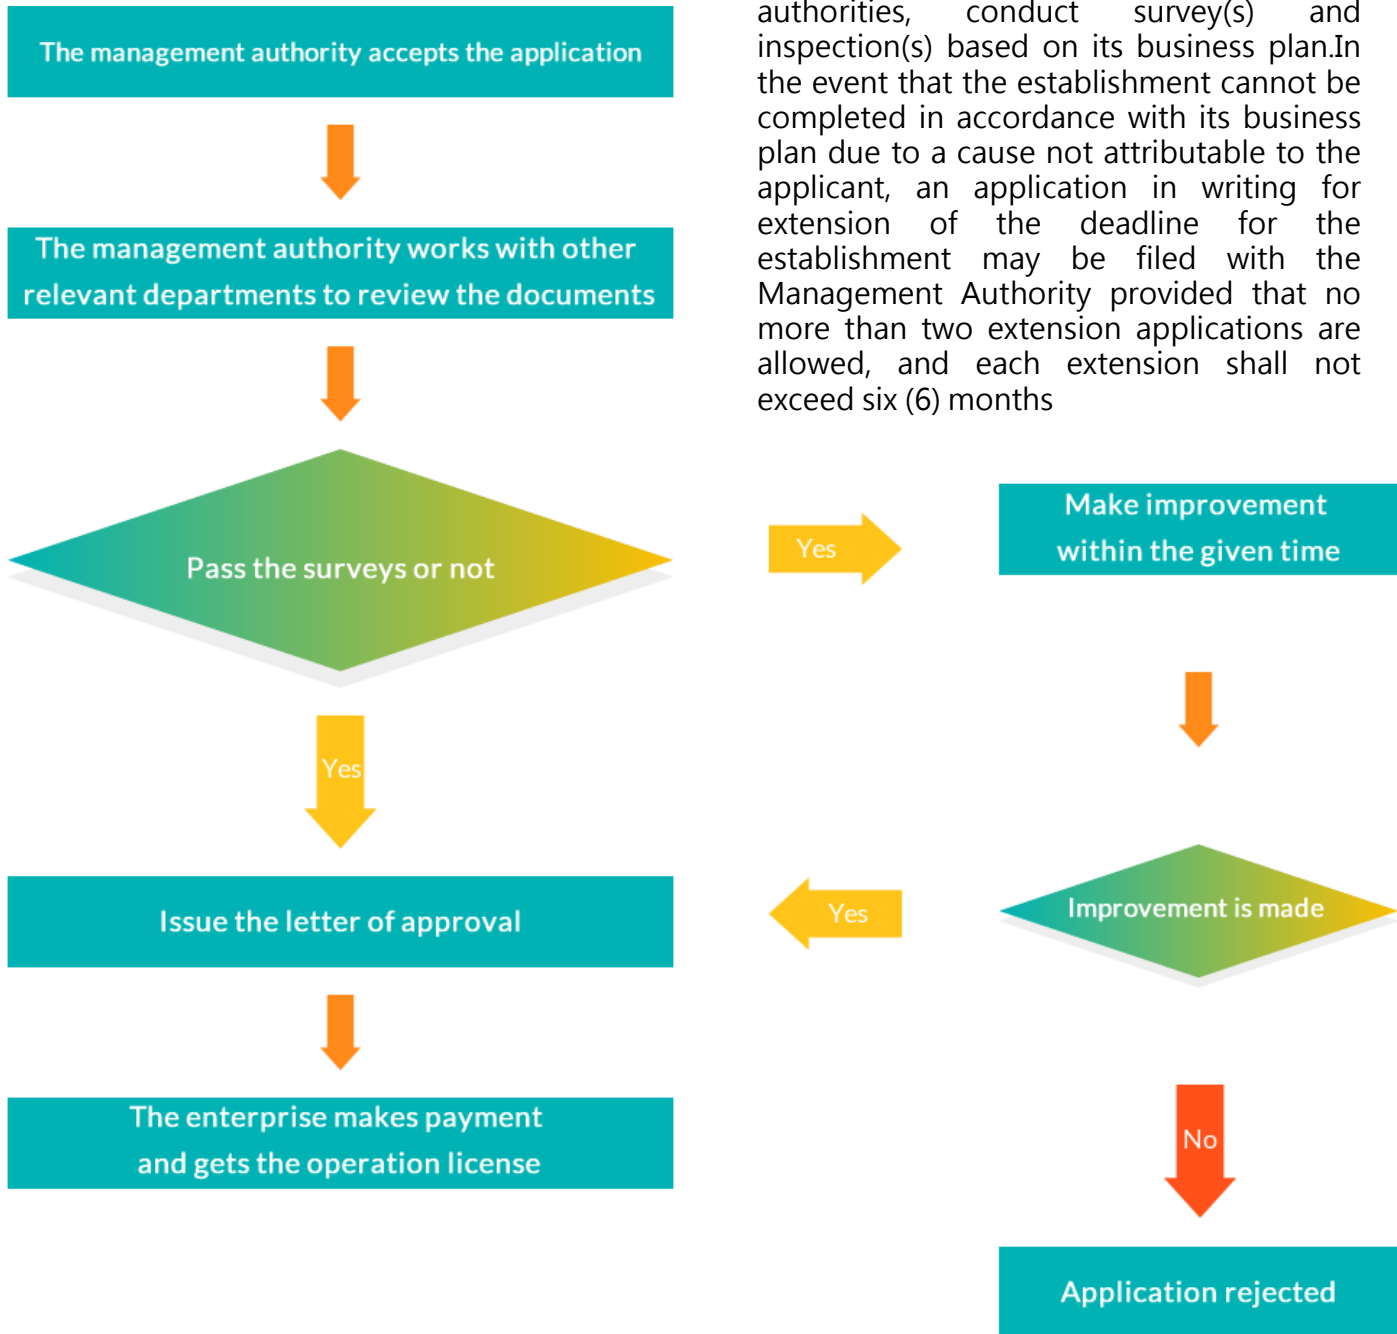 The management authority accepts the application
The management authority works with other
relevant departments to review the documents
Pass the surveys or not
Yes
Issue the letter of approval
The enterprise makes payment
and gets the operation license
authorities, conduct survey(s) and
inspection(s) based on its business plan.In
the event that the establishment cannot be
completed in accordance with its business
plan due to a cause not attributable to the
applicant, an application in writing for
extension of the deadline for the
establishment may be filed with the
Management Authority provided that no
more than two extension applications are
allowed, and each extension shall not
exceed six (6) months
Yes
Make improvement
within the given time
Improvement is made
Yes
No
Application rejected